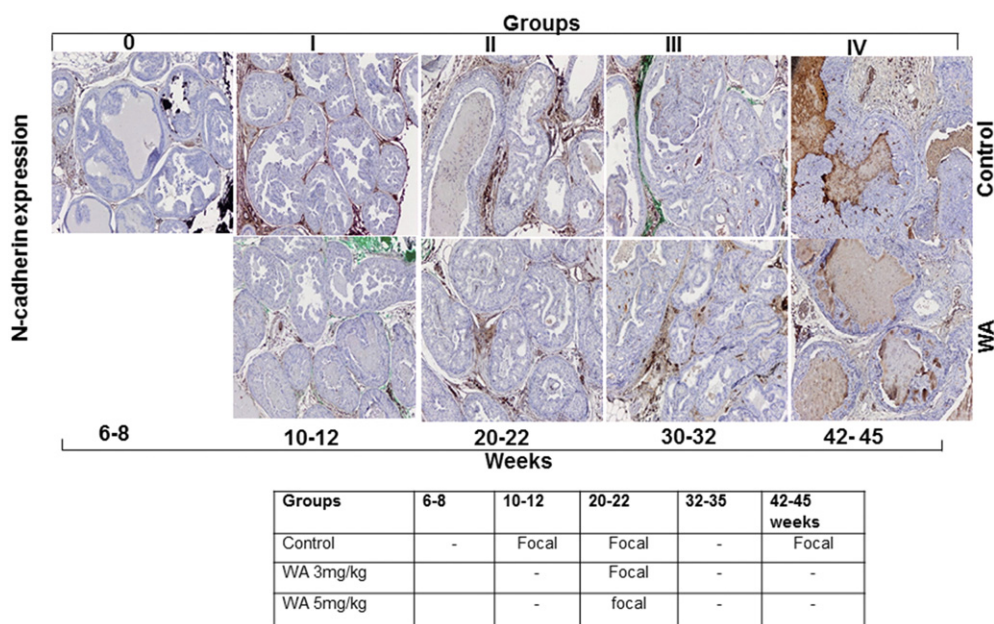 Groups
0 I II III IV
N-cadherin expression
Control
WA
6-8 10-12 20-22 30-32 42- 45
Weeks
Groups 6-8 10-12 20-22 32-35 42-45 weeks
Control - Focal Focal - Focal
WA 3mg/kg - Focal - -
WA 5mg/kg - focal - -